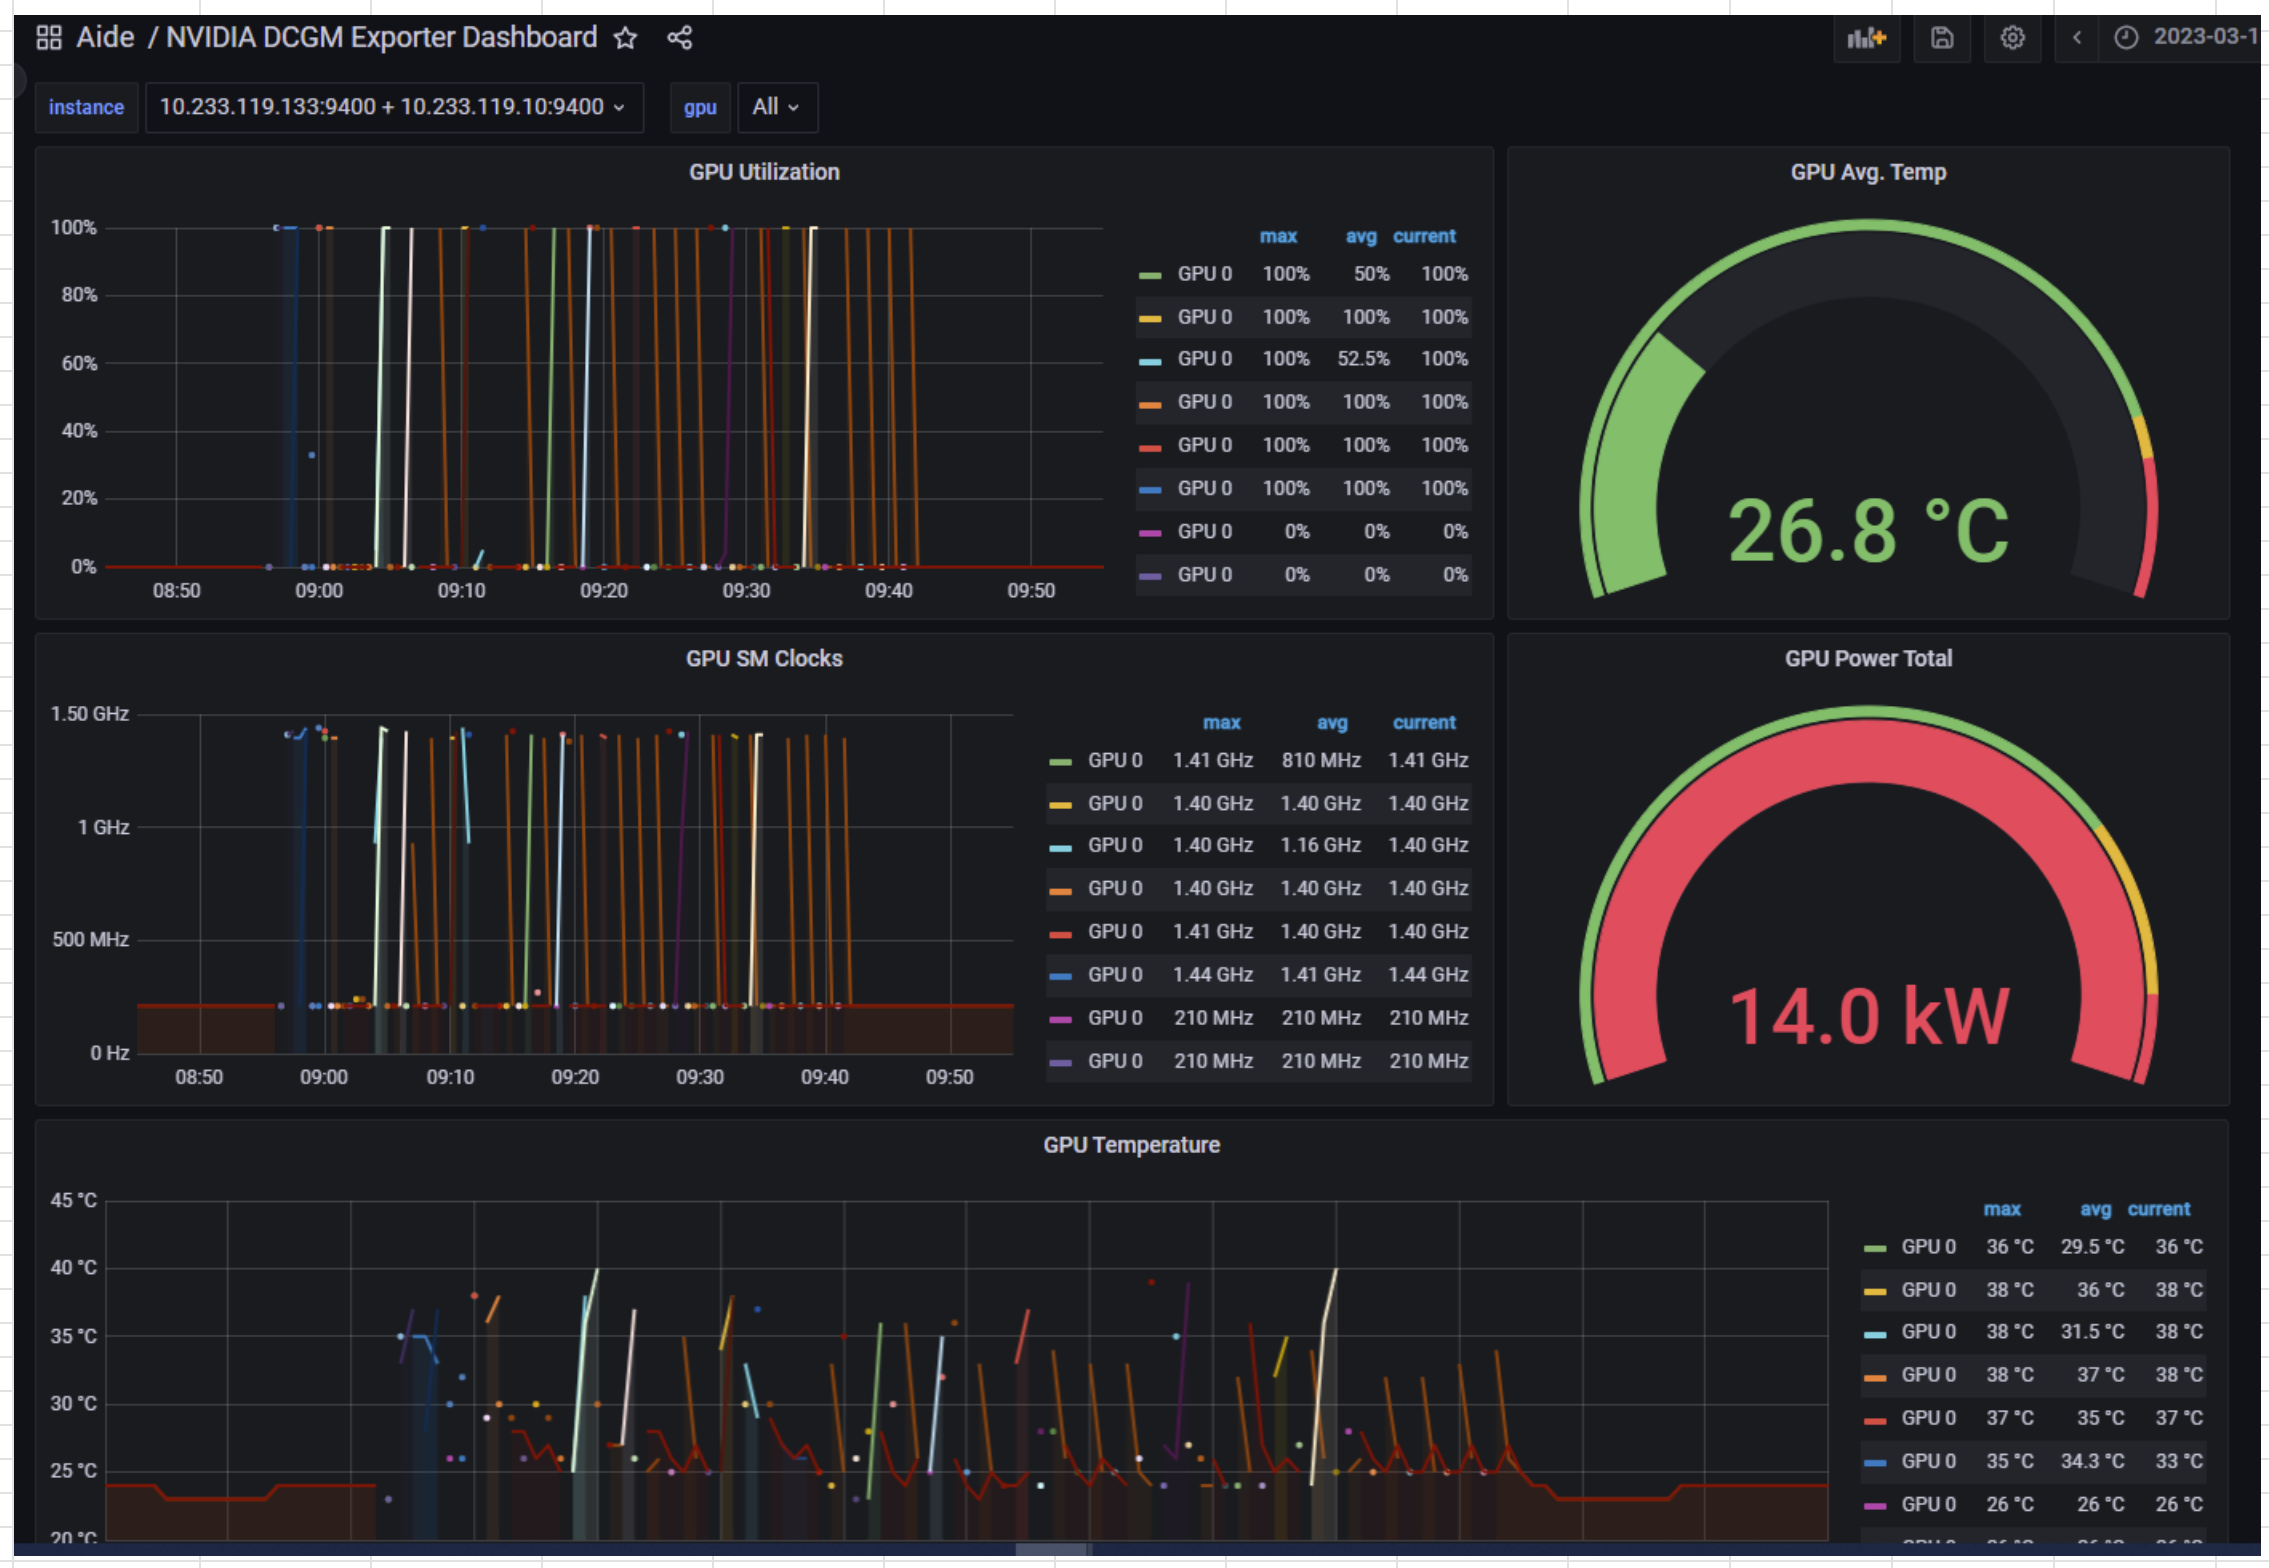 Aide / NVIDIA DCGM Exporter Dashboard
2023-03-1
instance 10.233.119.133:9400 + 10.233.119.10:9400 gpu All
GPU Utilization
100%
80%
60%
40%
20%
0%
08:50 09:00 09:10 09:20 09:30 09:40 09:50
max avg current
GPU 0 100% 50% 100%
GPU 0 100% 100% 100%
GPU 0 100% 52.5% 100%
GPU 0 100% 100% 100%
GPU 0 100% 100% 100%
GPU 0 100% 100% 100%
GPU 0 0% 0% 0%
GPU 0 0% 0% 0%
GPU Avg. Temp
26.8 °C
GPU SM Clocks
1.50 GHz
1 GHz
500 MHz
0 Hz
08:50 09:00 09:10 09:20 09:30 09:40 09:50
max avg current
GPU 0 1.41 GHz 810 MHz 1.41 GHz
GPU 0 1.40 GHz 1.40 GHz 1.40 GHz
GPU 0 1.40 GHz 1.16 GHz 1.40 GHz
GPU 0 1.40 GHz 1.40 GHz 1.40 GHz
GPU 0 1.41 GHz 1.40 GHz 1.40 GHz
GPU 0 1.44 GHz 1.41 GHz 1.44 GHz
GPU 0 210 MHz 210 MHz 210 MHz
GPU 0 210 MHz 210 MHz 210 MHz
GPU Power Total
14.0 kW
GPU Temperature
45 °C
40 °C
35 °C
30 °C
25 °C
20 °C
max avg current
GPU 0 36 °C 29.5 °C 36 °C
GPU 0 38 °C 36 °C 38 °C
GPU 0 38 °C 31.5 °C 38 °C
GPU 0 38 °C 37 °C 38 °C
GPU 0 37 °C 35 °C 37 °C
GPU 0 35 °C 34.3 °C 33 °C
GPU 0 26 °C 26 °C 26 °C